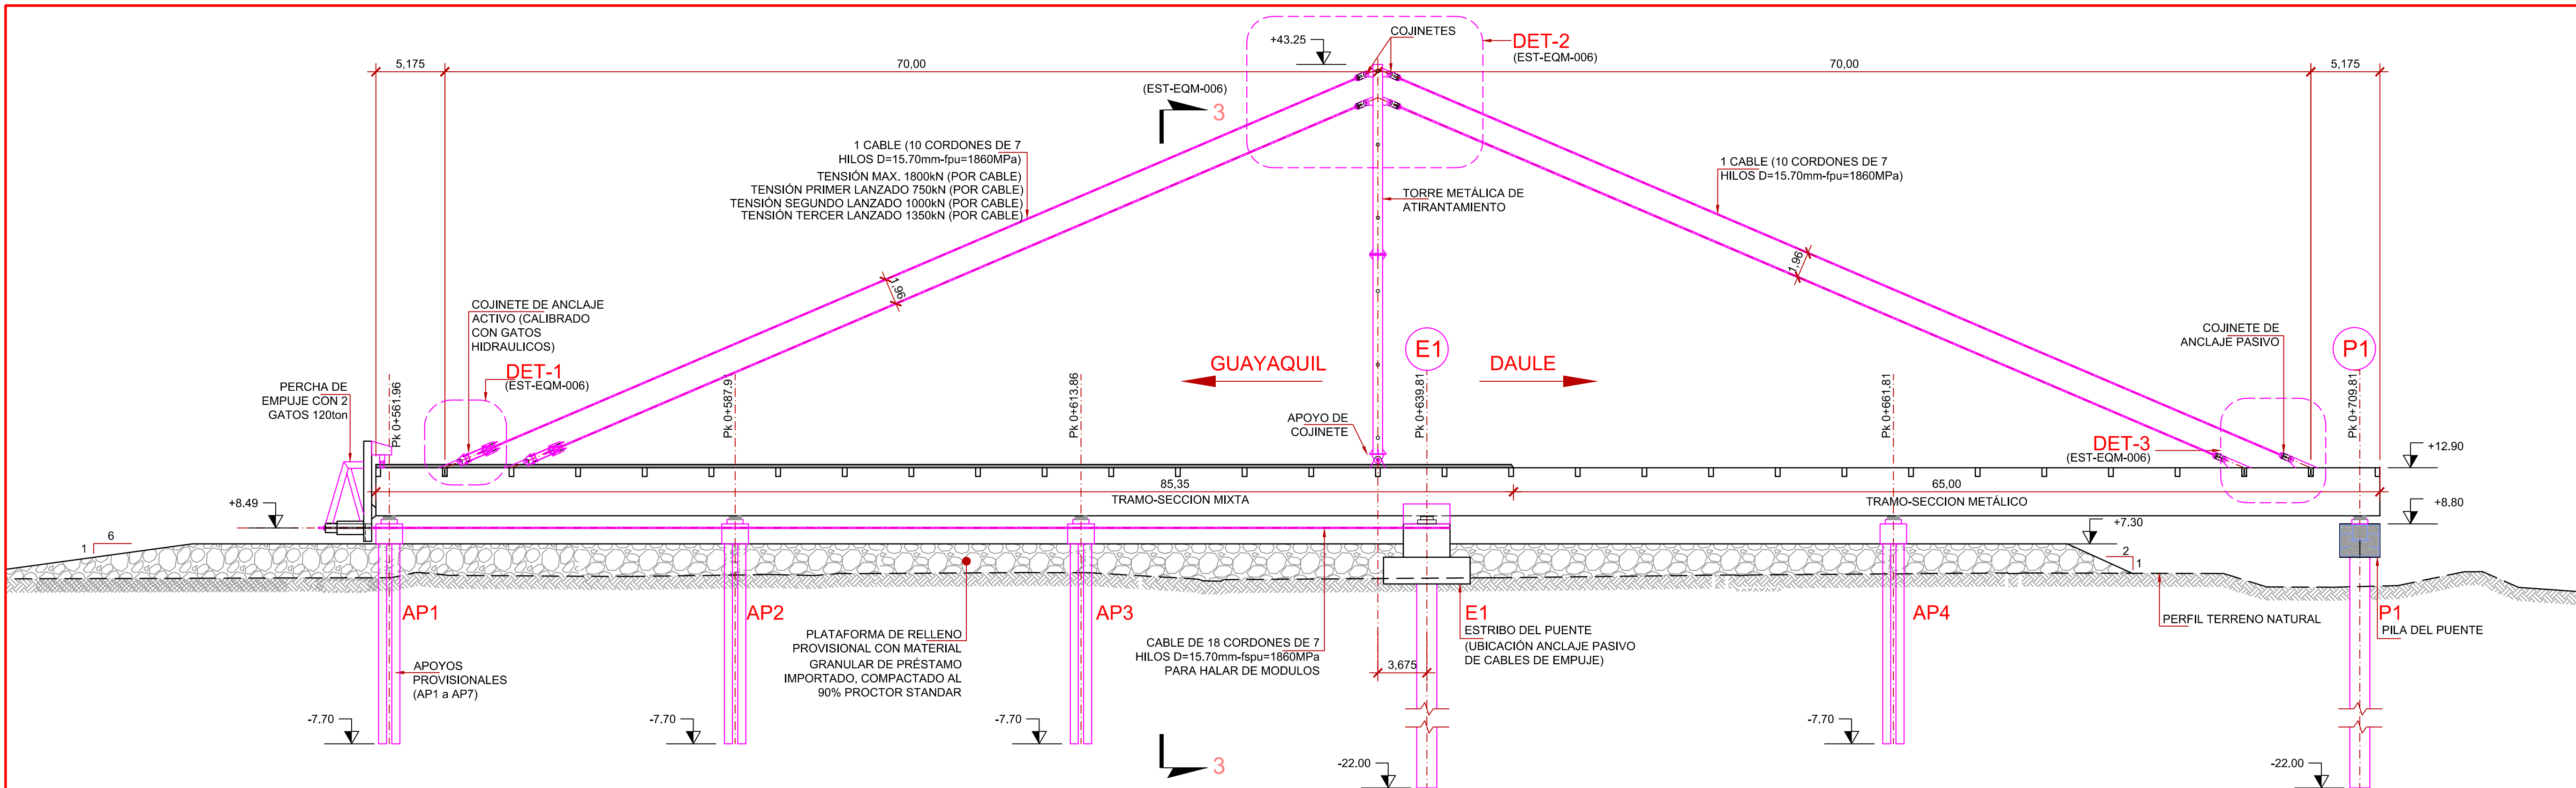 +43.25
COJINETES
DET-2
(EST-EQM-006)
5,175
70,00
70,00
5,175
(EST-EQM-006)
3
1 CABLE (10 CORDONES DE 7
HILOS D=15.70mm-fpu=1860MPa)
TENSIÓN MAX. 1800kN (POR CABLE)
TENSIÓN PRIMER LANZADO 750kN (POR CABLE)
TENSIÓN SEGUNDO LANZADO 1000kN (POR CABLE)
TENSIÓN TERCER LANZADO 1350kN (POR CABLE)
1 CABLE (10 CORDONES DE 7
HILOS D=15.70mm-fpu=1860MPa)
TORRE METÁLICA DE
ATIRANTAMIENTO
1,96
1,96
COJINETE DE ANCLAJE
ACTIVO (CALIBRADO
CON GATOS
HIDRAULICOS)
DET-1
(EST-EQM-006)
PERCHA DE
EMPUJE CON 2
GATOS 120ton
Pk 0+561.96
Pk 0+587.91
Pk 0+613.86
GUAYAQUIL
E1
DAULE
Pk 0+639.81
Pk 0+661.81
COJINETE DE
ANCLAJE PASIVO
P1
Pk 0+709.81
APOYO DE
COJINETE
DET-3
(EST-EQM-006)
+12.90
85,35
TRAMO-SECCION MIXTA
65,00
TRAMO-SECCION METÁLICO
+8.49
+8.80
+7.30
6
1
2
1
AP1
AP2
AP3
E1
AP4
P1
APOYOS
PROVISIONALES
(AP1 a AP7)
PLATAFORMA DE RELLENO
PROVISIONAL CON MATERIAL
GRANULAR DE PRÉSTAMO
IMPORTADO, COMPACTADO AL
90% PROCTOR STANDAR
CABLE DE 18 CORDONES DE 7
HILOS D=15.70mm-fspu=1860MPa
PARA HALAR DE MODULOS
3,675
ESTRIBO DEL PUENTE
(UBICACIÓN ANCLAJE PASIVO
DE CABLES DE EMPUJE)
PERFIL TERRENO NATURAL
PILA DEL PUENTE
-7.70
-7.70
-7.70
-7.70
3
-22.00
-22.00